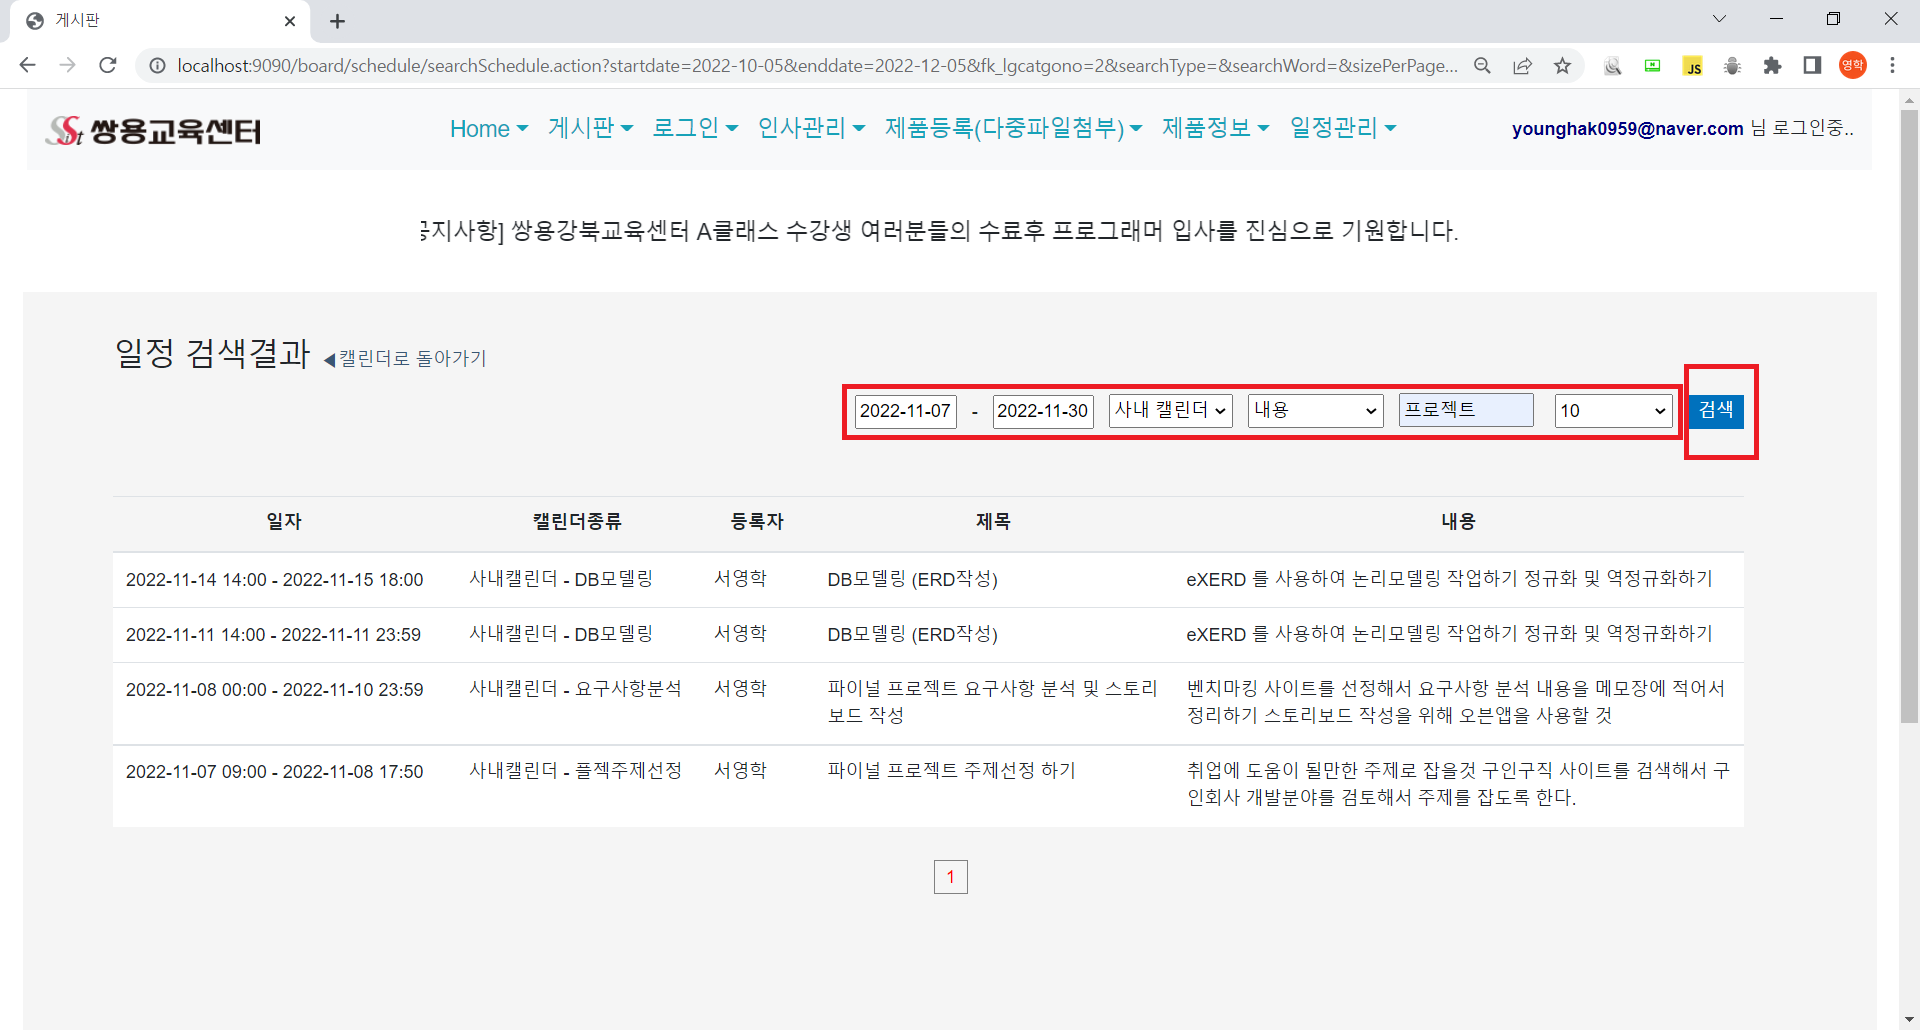 게시판
localhost:9090/board/schedule/searchSchedule.action?startdate=2022-10-05&enddate=2022-12-05&fk_lgcatgono=2&searchType=&searchWord=&sizePerPage...
JS
영학
Sist 쌍용교육센터
Home 게시판 로그인 인사관리 제품등록(다중파일첨부) 제품정보 일정관리
younghak0959@naver.com 님 로그인중..
공지사항] 쌍용강북교육센터 A클래스 수강생 여러분들의 수료후 프로그래머 입사를 진심으로 기원합니다.
일정 검색결과 ◀캘린더로 돌아가기
2022-11-07 - 2022-11-30 사내 캘린더 내용 프로젝트 10 검색
일자 캘린더종류 등록자 제목 내용
2022-11-14 14:00 - 2022-11-15 18:00 사내캘린더 - DB모델링 서영학 DB모델링 (ERD작성) eXERD 를 사용하여 논리모델링 작업하기 정규화 및 역정규화하기
2022-11-11 14:00 - 2022-11-11 23:59 사내캘린더 - DB모델링 서영학 DB모델링 (ERD작성) eXERD 를 사용하여 논리모델링 작업하기 정규화 및 역정규화하기
2022-11-08 00:00 - 2022-11-10 23:59 사내캘린더 - 요구사항분석 서영학 파이널 프로젝트 요구사항 분석 및 스토리
보드 작성
벤치마킹 사이트를 선정해서 요구사항 분석 내용을 메모장에 적어서
정리하기 스토리보드 작성을 위해 오븐앱을 사용할 것
2022-11-07 09:00 - 2022-11-08 17:50 사내캘린더 - 플젝주제선정 서영학 파이널 프로젝트 주제선정 하기
취업에 도움이 될만한 주제로 잡을것 구인구직 사이트를 검색해서 구
인회사 개발분야를 검토해서 주제를 잡도록 한다.
1